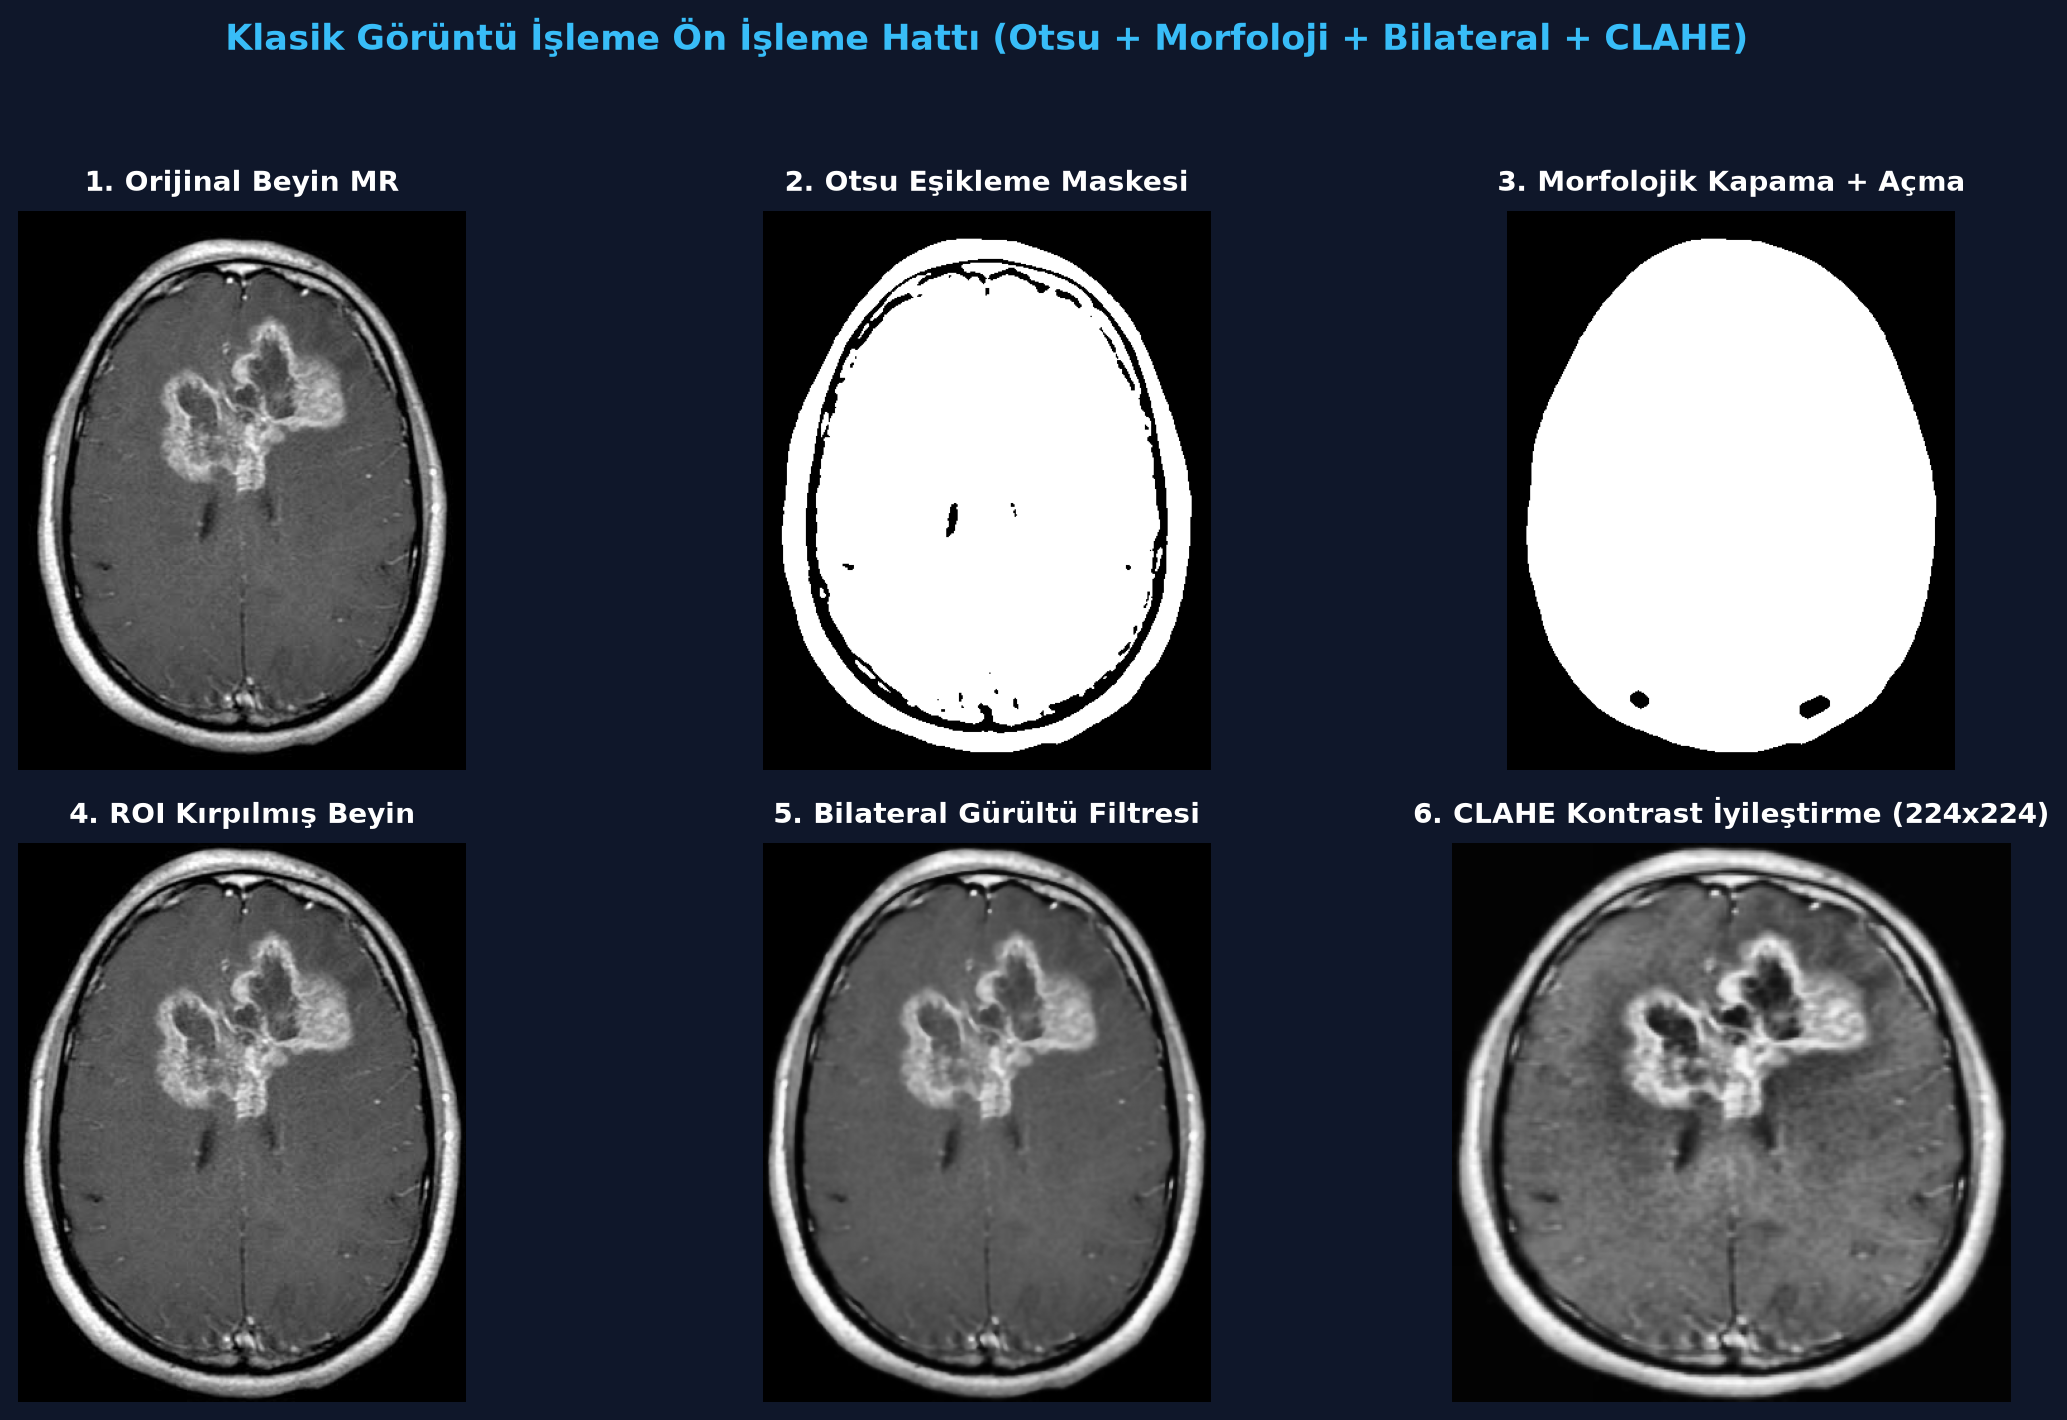 Klasik Görüntü İşleme Ön İşleme Hattı (Otsu + Morfoloji + Bilateral + CLAHE)
1. Orijinal Beyin MR
2. Otsu Eşikleme Maskesi
3. Morfolojik Kapama + Açma
4. ROI Kırpılmış Beyin
5. Bilateral Gürültü Filtresi
6. CLAHE Kontrast İyileştirme (224x224)